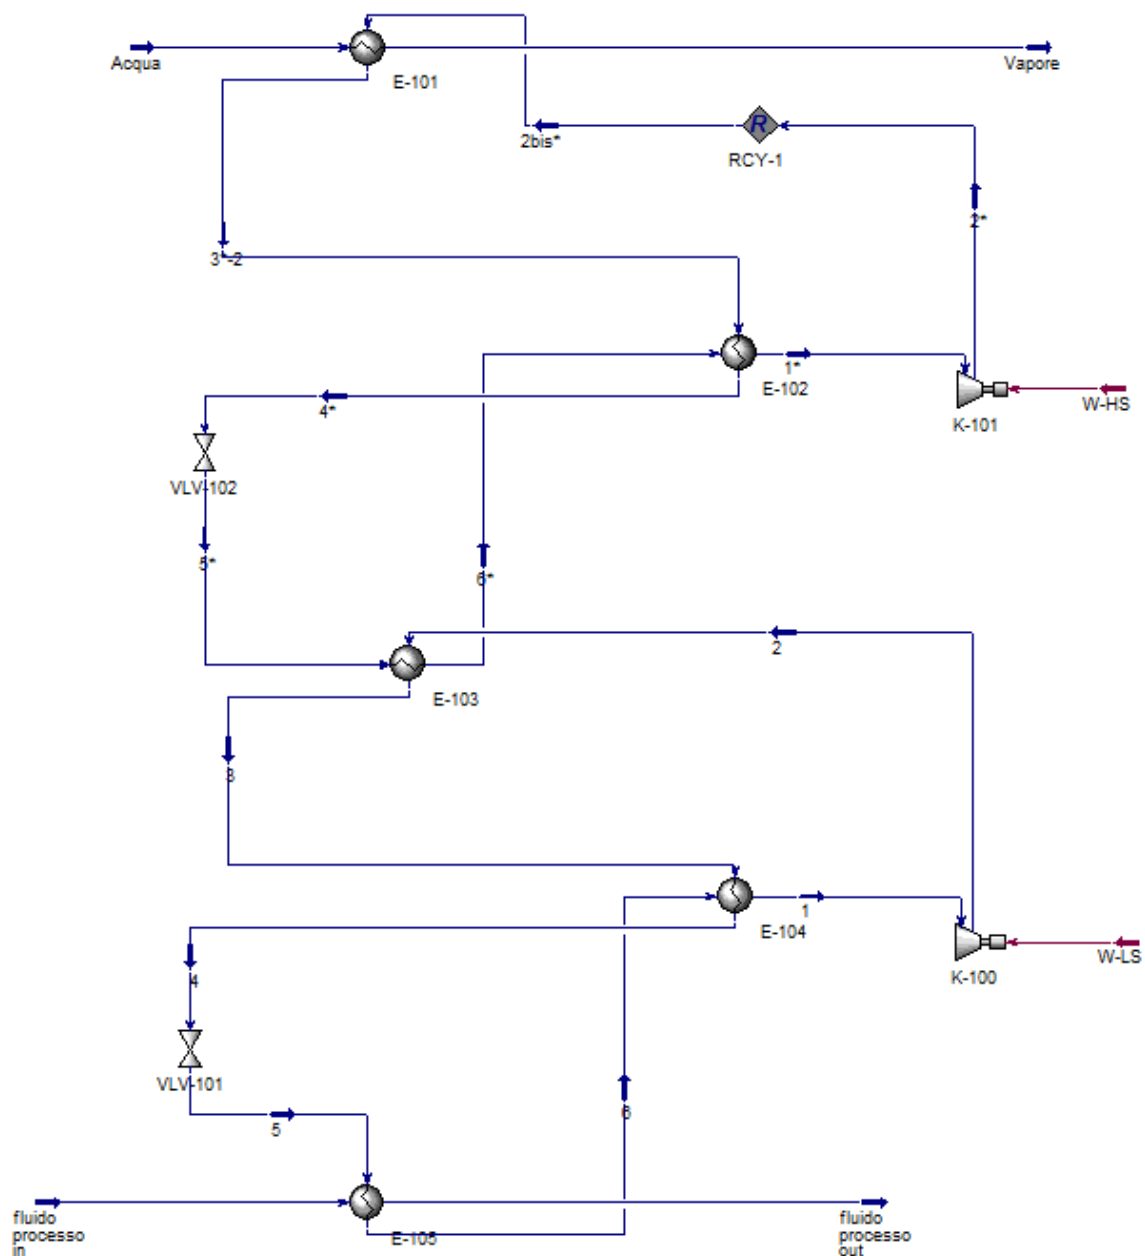 Acqua
E-101
Vapore
2bis*
R
RCY-1
2*
3*-2
1*
E-102
4*
K-101
W-HS
VLV-102
5*
6*
2
E-103
3
1
E-104
W-LS
4
K-100
VLV-101
5
6
fluido
processo
in
E-105
fluido
processo
out